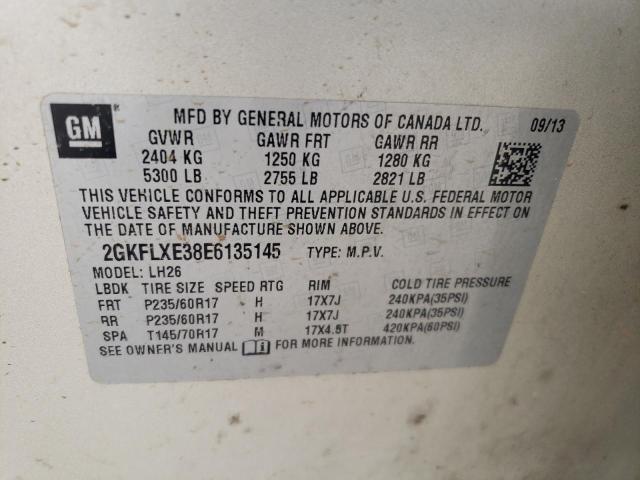 GM
MFD BY GENERAL MOTORS OF CANADA LTD. 09/13
GVWR GAWR FRT GAWR RR
2404 KG 1250 KG 1280 KG
5300 LB 2755 LB 2821 LB
THIS VEHICLE CONFORMS TO ALL APPLICABLE U.S. FEDERAL MOTOR
VEHICLE SAFETY AND THEFT PREVENTION STANDARDS IN EFFECT ON
THE DATE OF MANUFACTURE SHOWN ABOVE.
2GKFLXE38E6135145 TYPE: M.P.V.
MODEL: LH26
LBDK TIRE SIZE SPEED RTG RIM COLD TIRE PRESSURE
FRT P235/60R17 H 17X7J 240KPA(35PSI)
RR P235/60R17 H 17X7J 240KPA(35PSI)
SPA T145/70R17 M 17X4.5T 420KPA(60PSI)
SEE OWNER'S MANUAL FOR MORE INFORMATION.